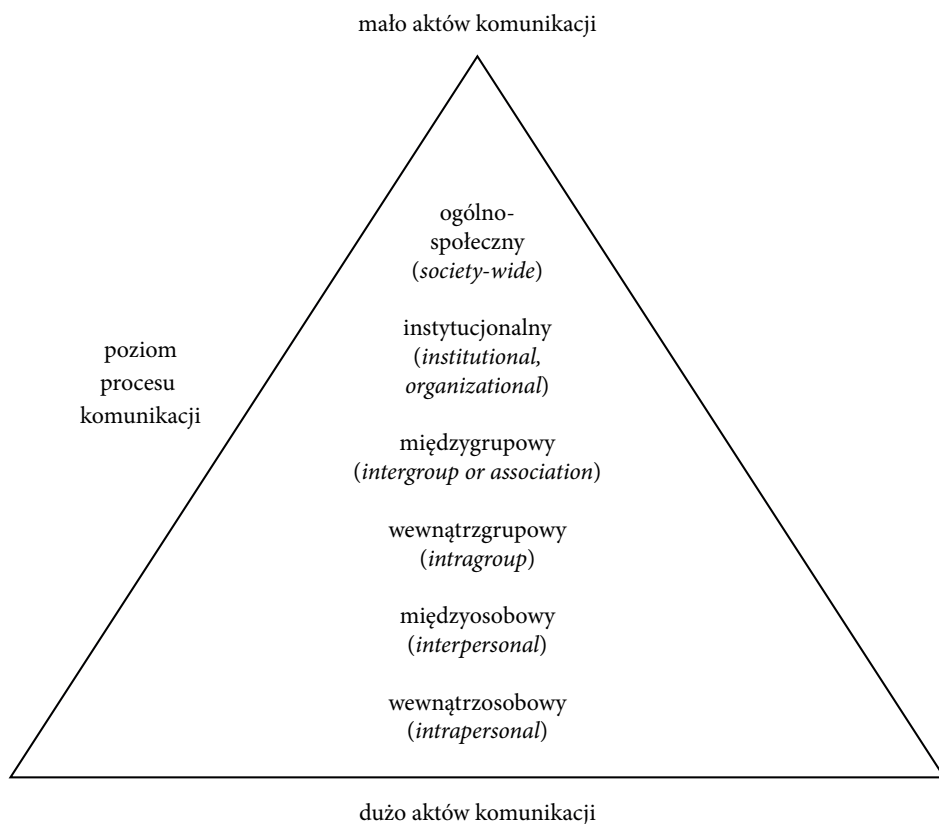 mało aktów komunikacji
ogólno-
społeczny
(society-wide)
instytucjonalny
(institutional,
organizational)
poziom
procesu
komunikacji
międzygrupowy
(intergroup or association)
wewnątrzgrupowy
(intragroup)
międzyosobowy
(interpersonal)
wewnątrzosobowy
(intrapersonal)
dużo aktów komunikacji